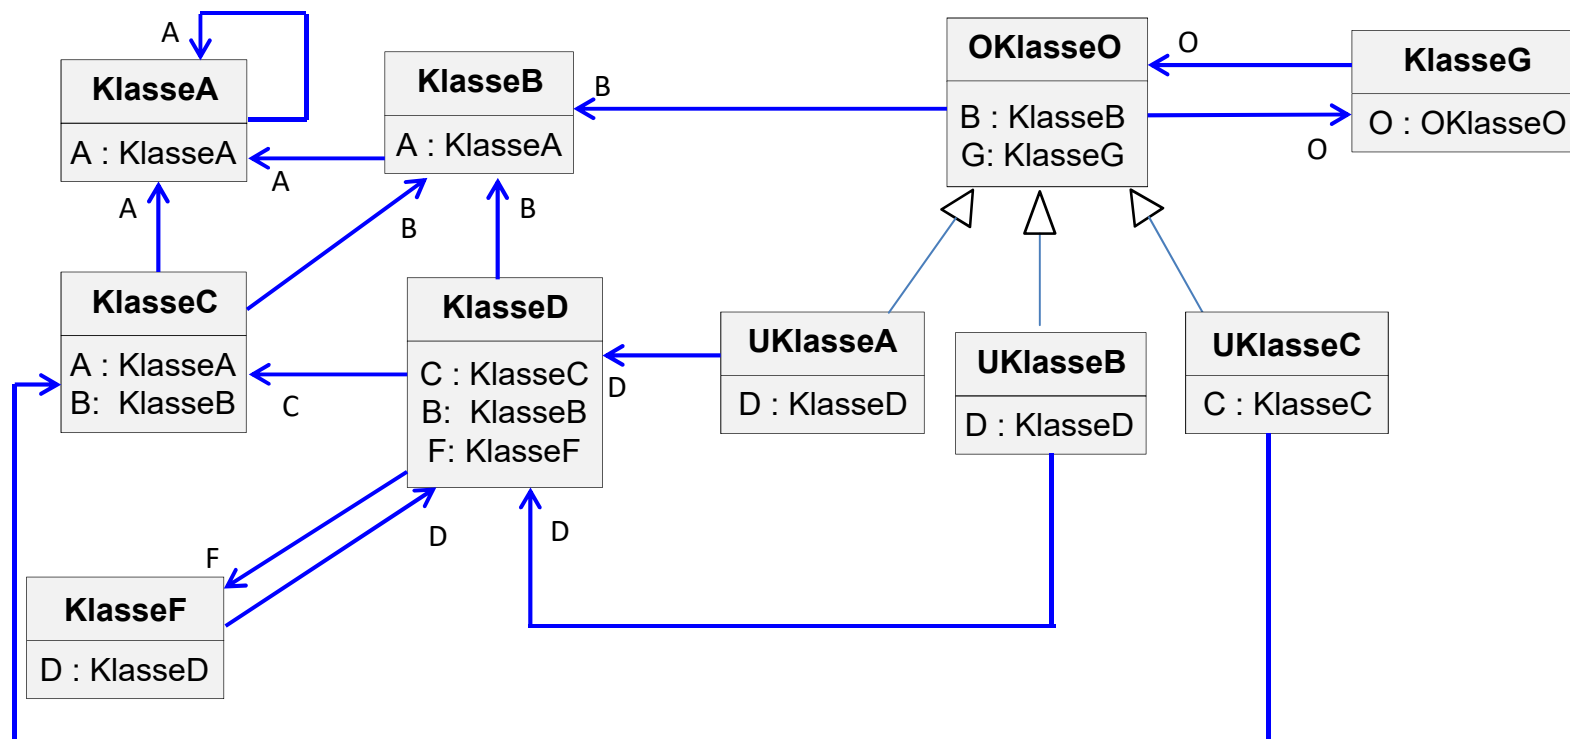 A
KlasseA
A : KlasseA
A
KlasseB
A : KlasseA
A
B
B
B
OKlasseO
B : KlasseB
G: KlasseG
O
O
KlasseG
O : OKlasseO
KlasseC
A : KlasseA
B: KlasseB
C
KlasseD
C : KlasseC
B: KlasseB
F: KlasseF
D
UKlasseA
D : KlasseD
UKlasseB
D : KlasseD
UKlasseC
C : KlasseC
F
D
D
KlasseF
D : KlasseD